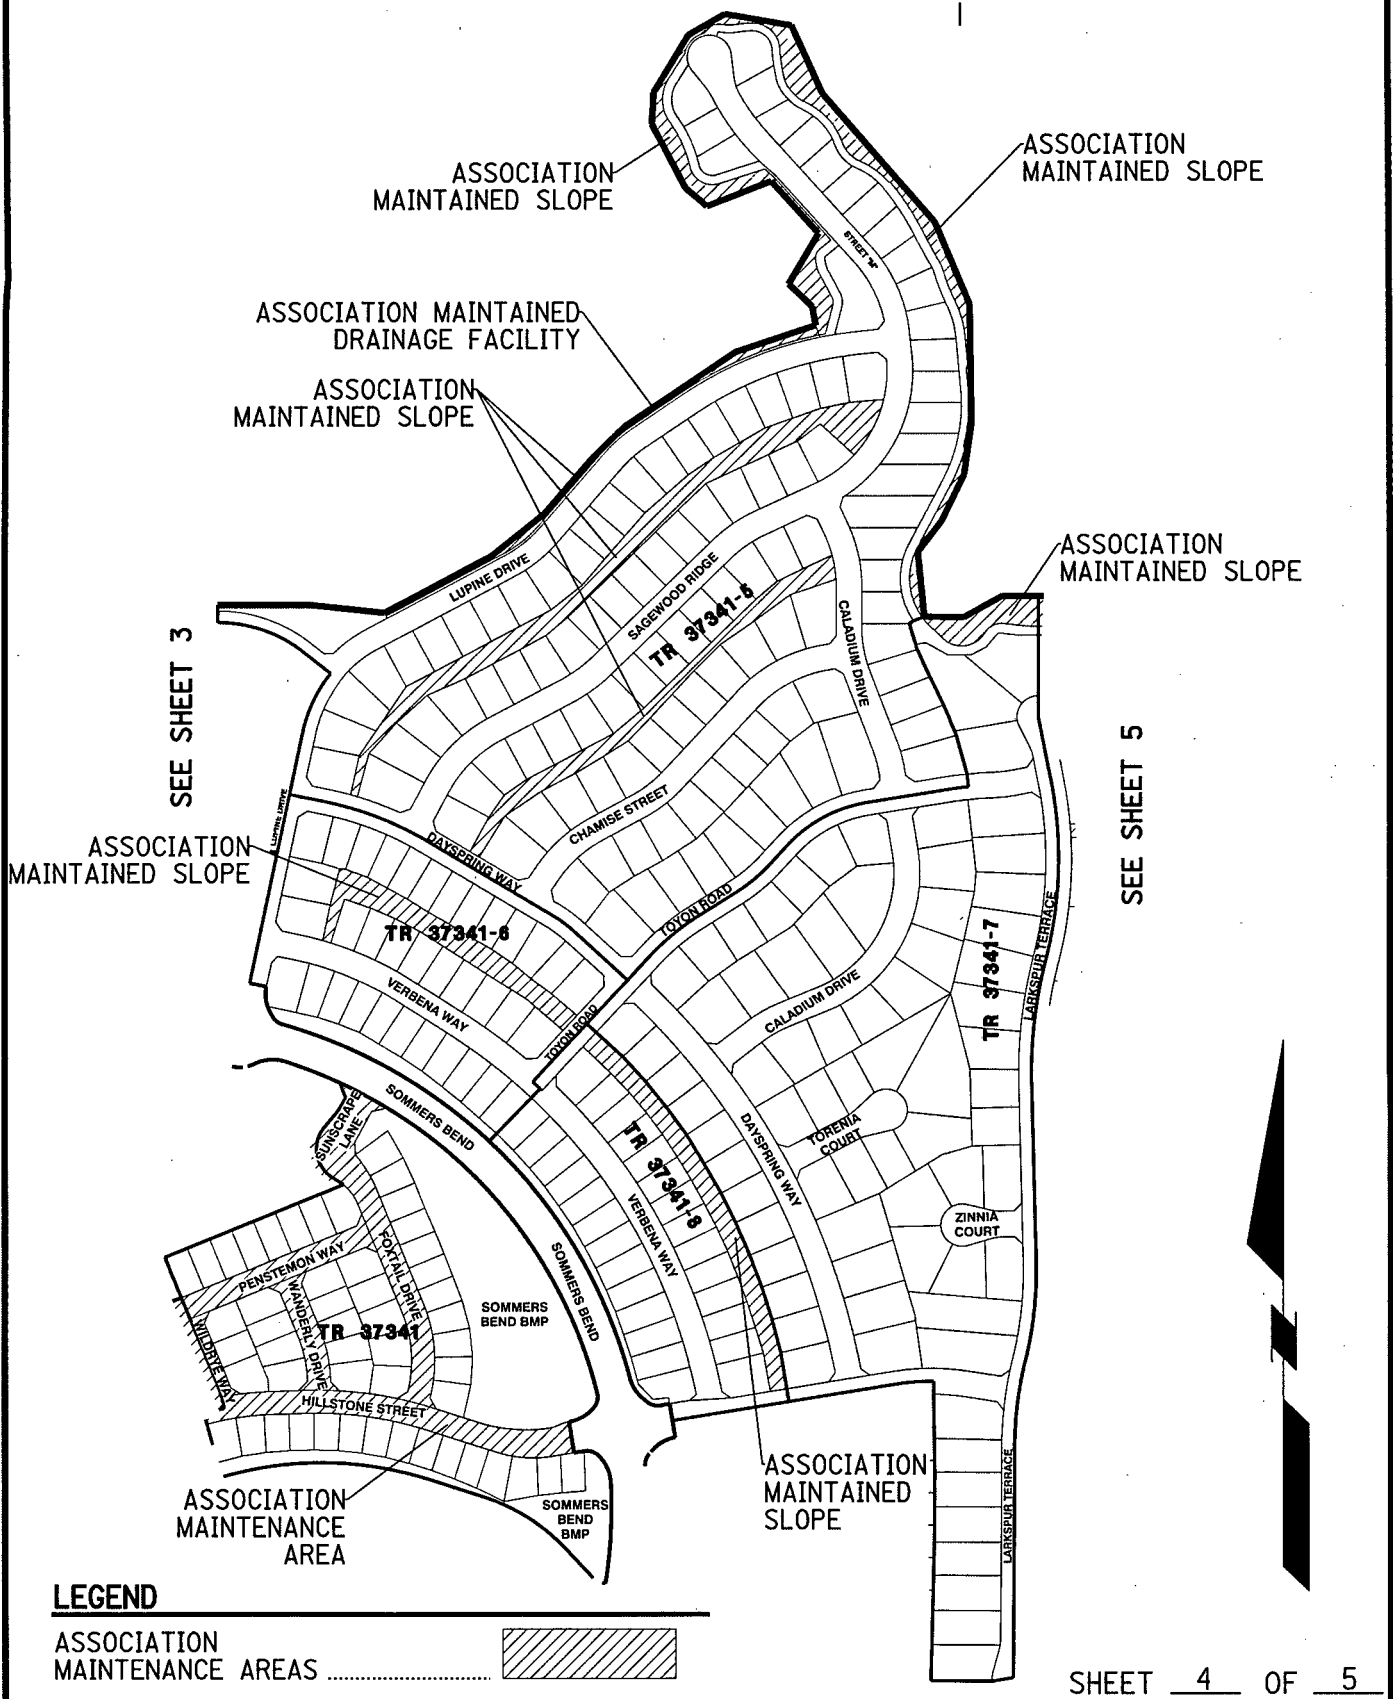 ASSOCIATION
MAINTAINED SLOPE
ASSOCIATION
MAINTAINED SLOPE
STREET "M"
ASSOCIATION MAINTAINED
DRAINAGE FACILITY
ASSOCIATION
MAINTAINED SLOPE
ASSOCIATION
MAINTAINED SLOPE
LUPINE DRIVE
SAGEWOOD RIDGE
TR 37341-5
CALADIUM DRIVE
SEE SHEET 3
SEE SHEET 5
LUPINE DRIVE
CHAMISE STREET
DAYSPRING WAY
ASSOCIATION
MAINTAINED SLOPE
TOYON ROAD
TR 37341-6
TR 37341-7
LARKSPUR TERRACE
VERBENA WAY
CALADIUM DRIVE
TOYON ROAD
SOMMERS BEND
SUNSCRAPE
LANE
TR 37341-8
DAYSPRING WAY
TORENIA
COURT
VERBENA WAY
ZINNIA
COURT
PENSTEMON WAY
FOXTAIL DRIVE
SOMMERS BEND
WANDERLY DRIVE
SOMMERS
BEND BMP
WILDRYE WAY
TR 37341
HILLSTONE STREET
ASSOCIATION
MAINTENANCE
AREA
SOMMERS
BEND
BMP
ASSOCIATION
MAINTAINED
SLOPE
LARKSPUR TERRACE
LEGEND
ASSOCIATION
MAINTENANCE AREAS ..........................
SHEET 4 OF 5